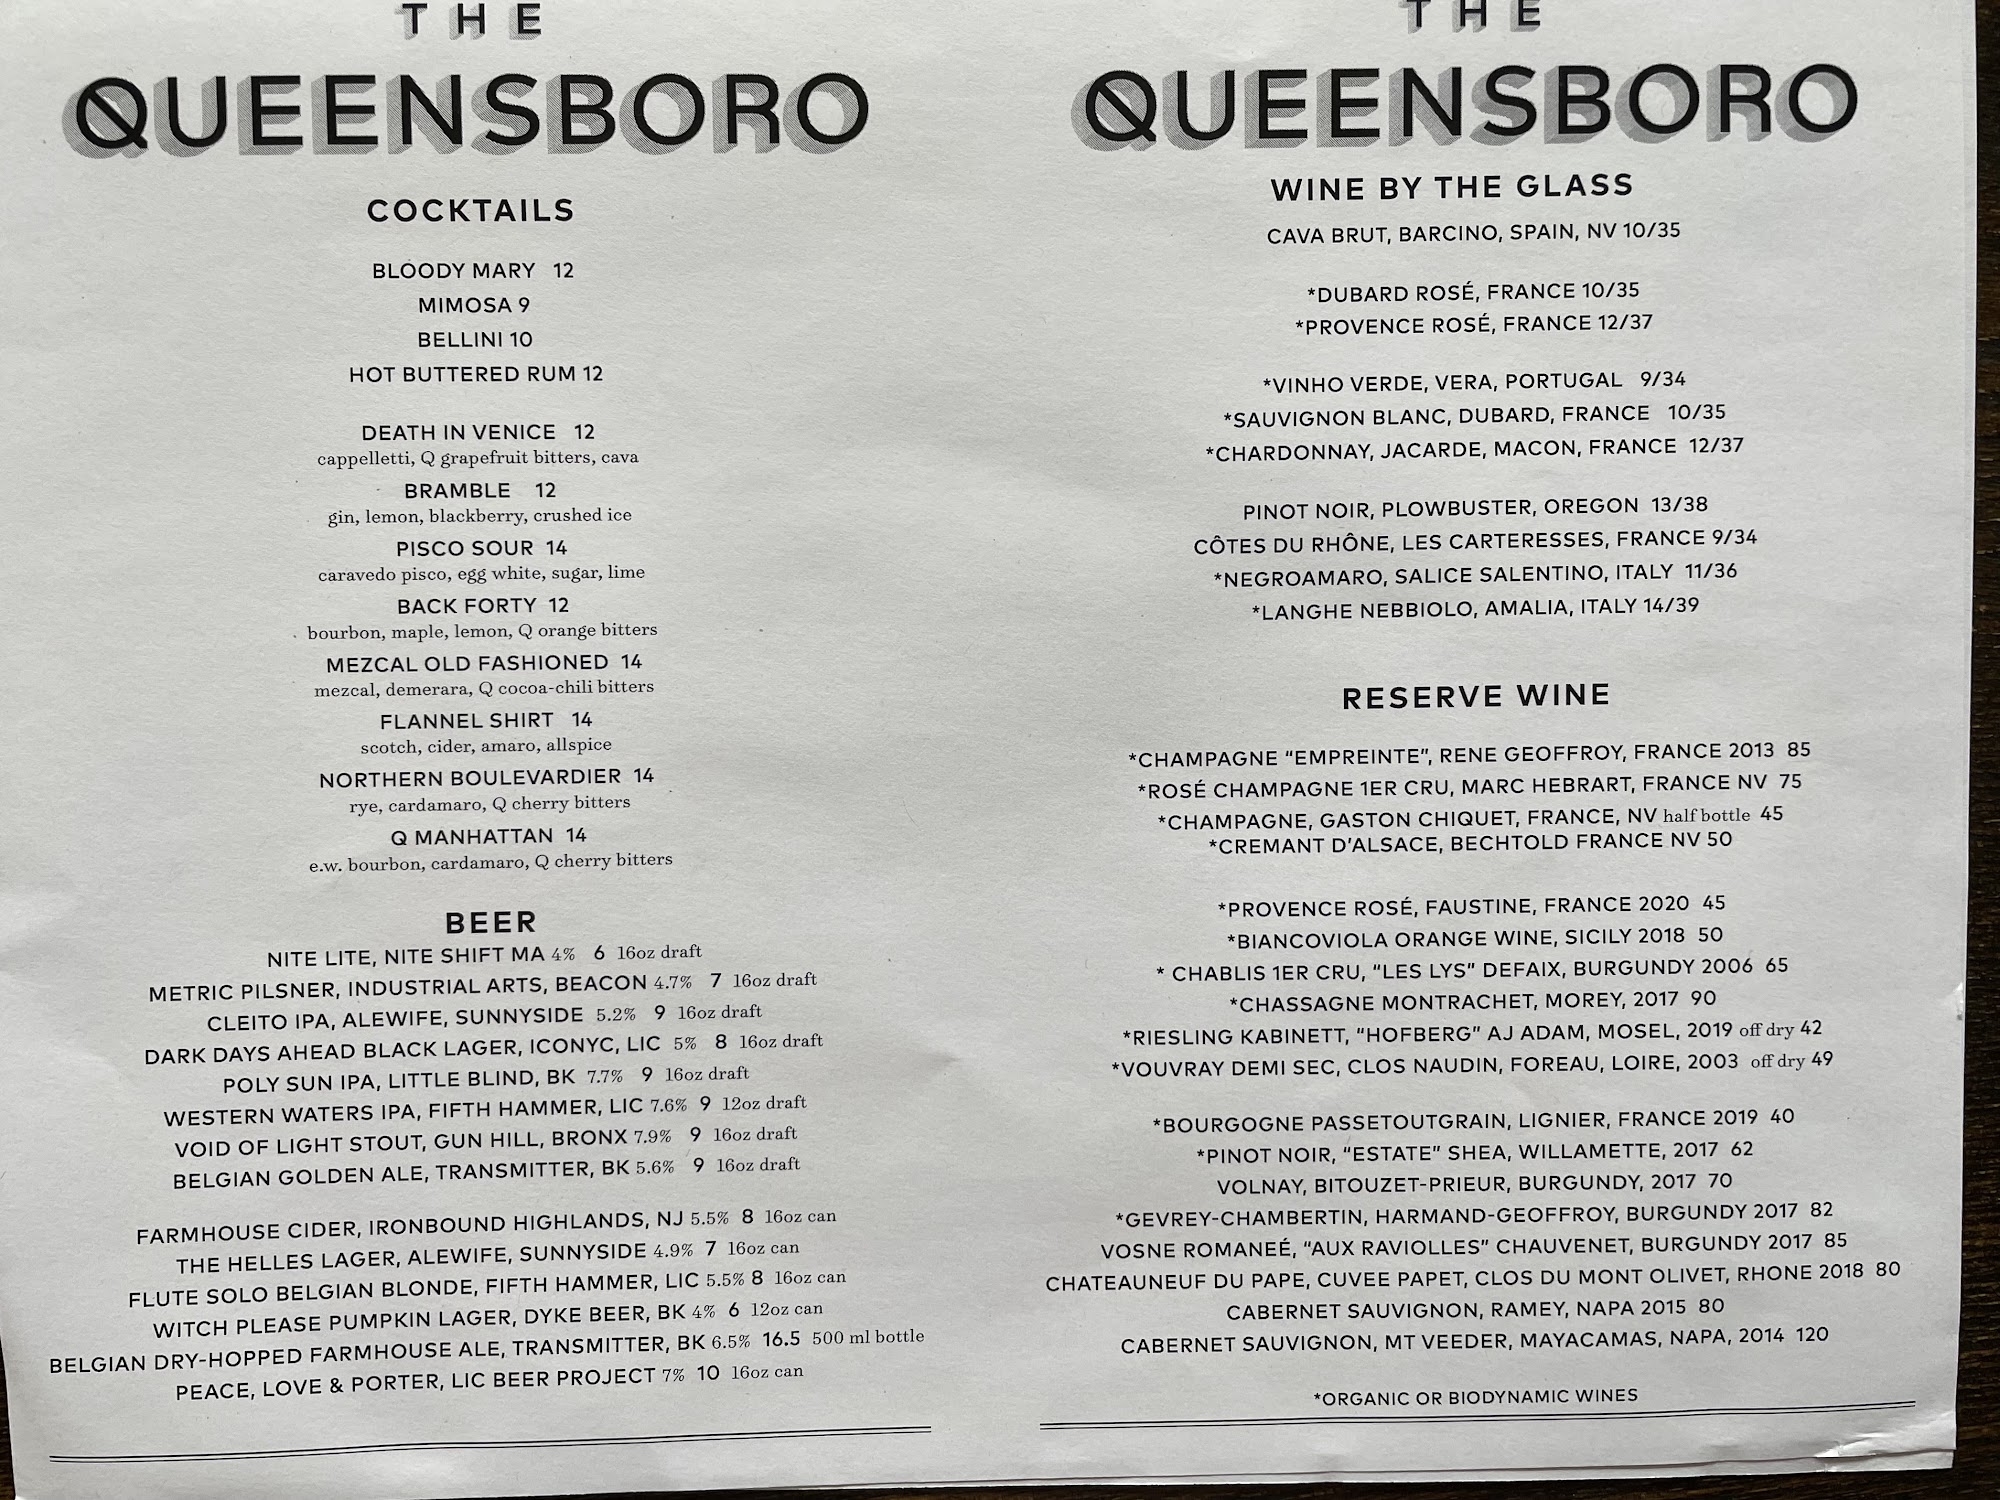 THE
QUEENSBORO
COCKTAILS
BLOODY MARY 12
MIMOSA 9
BELLINI 10
HOT BUTTERED RUM 12
DEATH IN VENICE 12
cappelletti, Q grapefruit bitters, cava
BRAMBLE 12
gin, lemon, blackberry, crushed ice
PISCO SOUR 14
caravedo pisco, egg white, sugar, lime
BACK FORTY 12
bourbon, maple, lemon, Q orange bitters
MEZCAL OLD FASHIONED 14
mezcal, demerara, Q cocoa-chili bitters
FLANNEL SHIRT 14
scotch, cider, amaro, allspice
NORTHERN BOULEVARDIER 14
rye, cardamaro, Q cherry bitters
Q MANHATTAN 14
e.w. bourbon, cardamaro, Q cherry bitters
BEER
NITE LITE, NITE SHIFT MA 4% 6 16oz draft
METRIC PILSNER, INDUSTRIAL ARTS, BEACON 4.7% 7 16oz draft
CLEITO IPA, ALEWIFE, SUNNYSIDE 5.2% 9 16oz draft
DARK DAYS AHEAD BLACK LAGER, ICONYC, LIC 5% 8 16oz draft
POLY SUN IPA, LITTLE BLIND, BK 7.7% 9 16oz draft
WESTERN WATERS IPA, FIFTH HAMMER, LIC 7.6% 9 12oz draft
VOID OF LIGHT STOUT, GUN HILL, BRONX 7.9% 9 16oz draft
BELGIAN GOLDEN ALE, TRANSMITTER, BK 5.6% 9 16oz draft
FARMHOUSE CIDER, IRONBOUND HIGHLANDS, NJ 5.5% 8 16oz can
THE HELLES LAGER, ALEWIFE, SUNNYSIDE 4.9% 7 16oz can
FLUTE SOLO BELGIAN BLONDE, FIFTH HAMMER, LIC 5.5% 8 16oz can
WITCH PLEASE PUMPKIN LAGER, DYKE BEER, BK 4% 6 12oz can
BELGIAN DRY-HOPPED FARMHOUSE ALE, TRANSMITTER, BK 6.5% 16.5 500 ml bottle
PEACE, LOVE & PORTER, LIC BEER PROJECT 7% 10 16oz can
THE
QUEENSBORO
WINE BY THE GLASS
CAVA BRUT, BARCINO, SPAIN, NV 10/35
*DUBARD ROSÉ, FRANCE 10/35
*PROVENCE ROSÉ, FRANCE 12/37
*VINHO VERDE, VERA, PORTUGAL 9/34
*SAUVIGNON BLANC, DUBARD, FRANCE 10/35
*CHARDONNAY, JACARDE, MACON, FRANCE 12/37
PINOT NOIR, PLOWBUSTER, OREGON 13/38
CÔTES DU RHÔNE, LES CARTERESSES, FRANCE 9/34
*NEGROAMARO, SALICE SALENTINO, ITALY 11/36
*LANGHE NEBBIOLO, AMALIA, ITALY 14/39
RESERVE WINE
*CHAMPAGNE “EMPREINTE”, RENE GEOFFROY, FRANCE 2013 85
*ROSÉ CHAMPAGNE 1ER CRU, MARC HEBRART, FRANCE NV 75
*CHAMPAGNE, GASTON CHIQUET, FRANCE, NV half bottle 45
*CREMANT D’ALSACE, BECHTOLD FRANCE NV 50
*PROVENCE ROSÉ, FAUSTINE, FRANCE 2020 45
*BIANCOVIOLA ORANGE WINE, SICILY 2018 50
* CHABLIS 1ER CRU, “LES LYS” DEFAIX, BURGUNDY 2006 65
*CHASSAGNE MONTRACHET, MOREY, 2017 90
*RIESLING KABINETT, “HOFBERG” AJ ADAM, MOSEL, 2019 off dry 42
*VOUVRAY DEMI SEC, CLOS NAUDIN, FOREAU, LOIRE, 2003 off dry 49
*BOURGOGNE PASSETOUTGRAIN, LIGNIER, FRANCE 2019 40
*PINOT NOIR, “ESTATE” SHEA, WILLAMETTE, 2017 62
VOLNAY, BITOUZET-PRIEUR, BURGUNDY, 2017 70
*GEVREY-CHAMBERTIN, HARMAND-GEOFFROY, BURGUNDY 2017 82
VOSNE ROMANEÉ, “AUX RAVIOLLES” CHAUVENET, BURGUNDY 2017 85
CHATEAUNEUF DU PAPE, CUVEE PAPET, CLOS DU MONT OLIVET, RHONE 2018 80
CABERNET SAUVIGNON, RAMEY, NAPA 2015 80
CABERNET SAUVIGNON, MT VEEDER, MAYACAMAS, NAPA, 2014 120
*ORGANIC OR BIODYNAMIC WINES